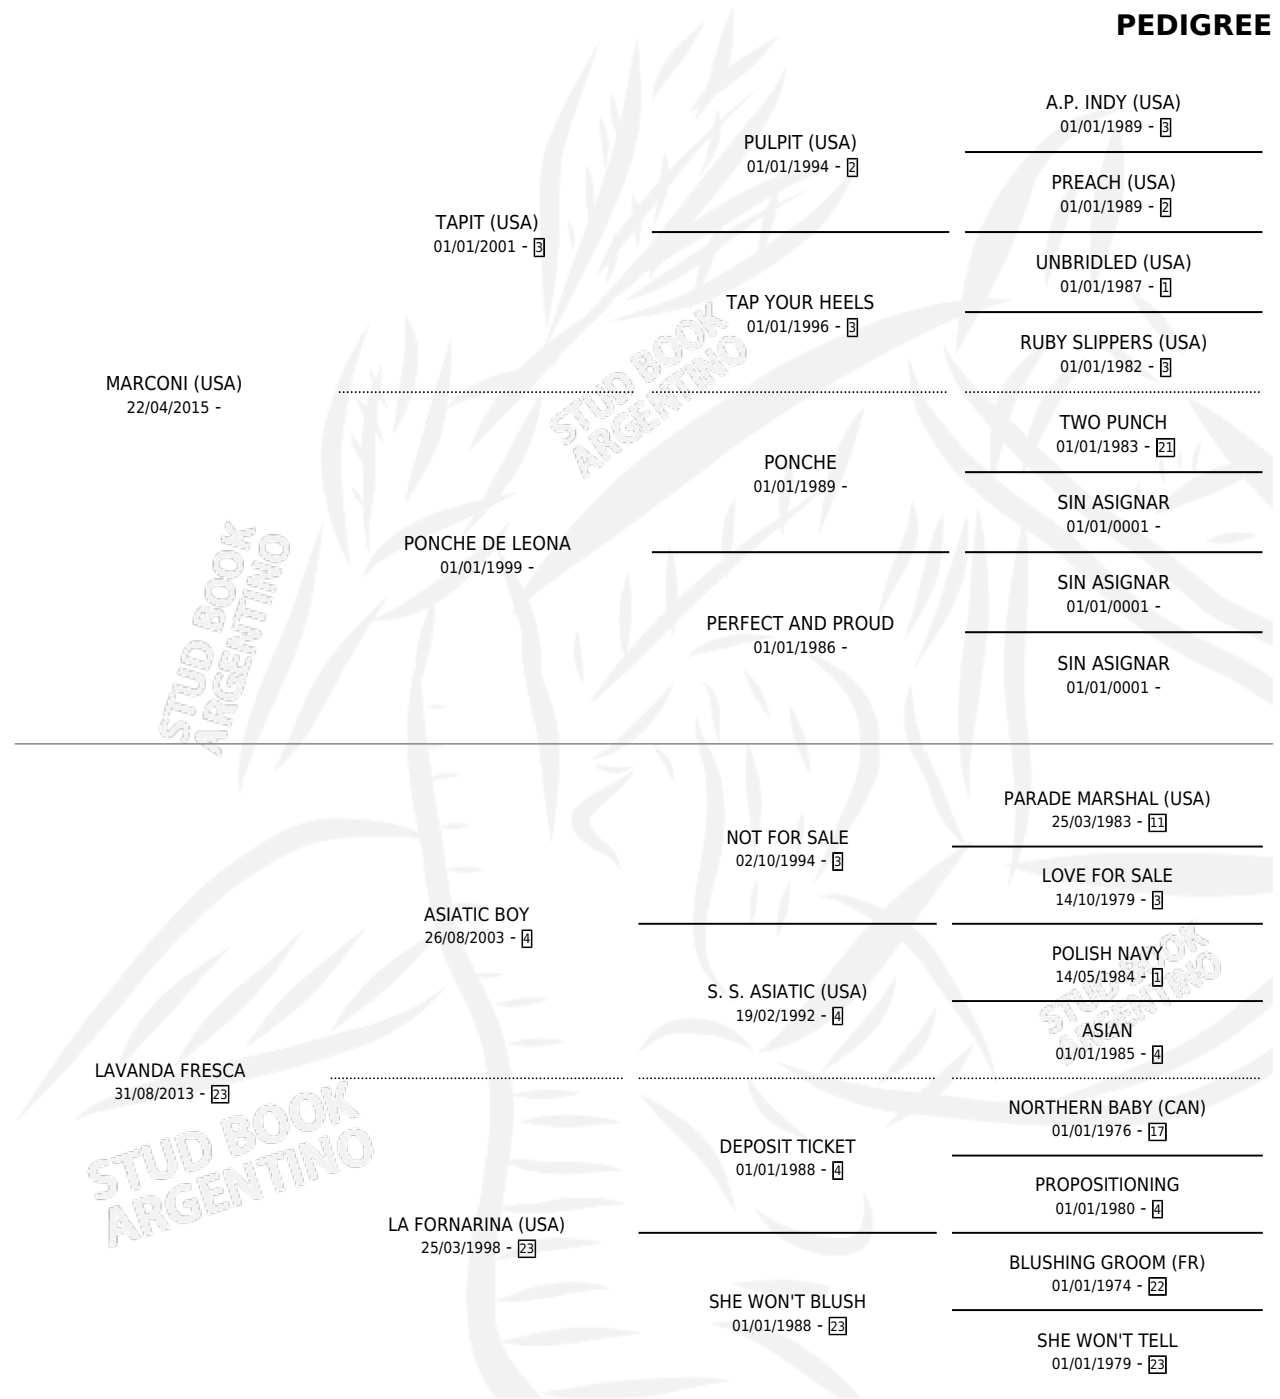 PEDIGREE
A.P. INDY (USA)
01/01/1989 - 3
PULPIT (USA)
01/01/1994 - 2
PREACH (USA)
01/01/1989 - 2
TAPIT (USA)
01/01/2001 - 3
UNBRIDLED (USA)
01/01/1987 - 1
TAP YOUR HEELS
01/01/1996 - 3
RUBY SLIPPERS (USA)
01/01/1982 - 3
MARCONI (USA)
22/04/2015 -
TWO PUNCH
01/01/1983 - 21
PONCHE
01/01/1989 -
SIN ASIGNAR
01/01/0001 -
PONCHE DE LEONA
01/01/1999 -
SIN ASIGNAR
01/01/0001 -
PERFECT AND PROUD
01/01/1986 -
SIN ASIGNAR
01/01/0001 -
STUD BOOK
ARGENTINO
STUD BOOK
ARGENTINO
PARADE MARSHAL (USA)
25/03/1983 - 11
NOT FOR SALE
02/10/1994 - 3
LOVE FOR SALE
14/10/1979 - 3
ASIATIC BOY
26/08/2003 - 4
POLISH NAVY
14/05/1984 - 1
S. S. ASIATIC (USA)
19/02/1992 - 4
ASIAN
01/01/1985 - 4
LAVANDA FRESCA
31/08/2013 - 23
NORTHERN BABY (CAN)
01/01/1976 - 17
DEPOSIT TICKET
01/01/1988 - 4
PROPOSITIONING
01/01/1980 - 4
LA FORNARINA (USA)
25/03/1998 - 23
BLUSHING GROOM (FR)
01/01/1974 - 22
SHE WON'T BLUSH
01/01/1988 - 23
SHE WON'T TELL
01/01/1979 - 23
STUD BOOK
ARGENTINO
STUD BOOK
ARGENTINO